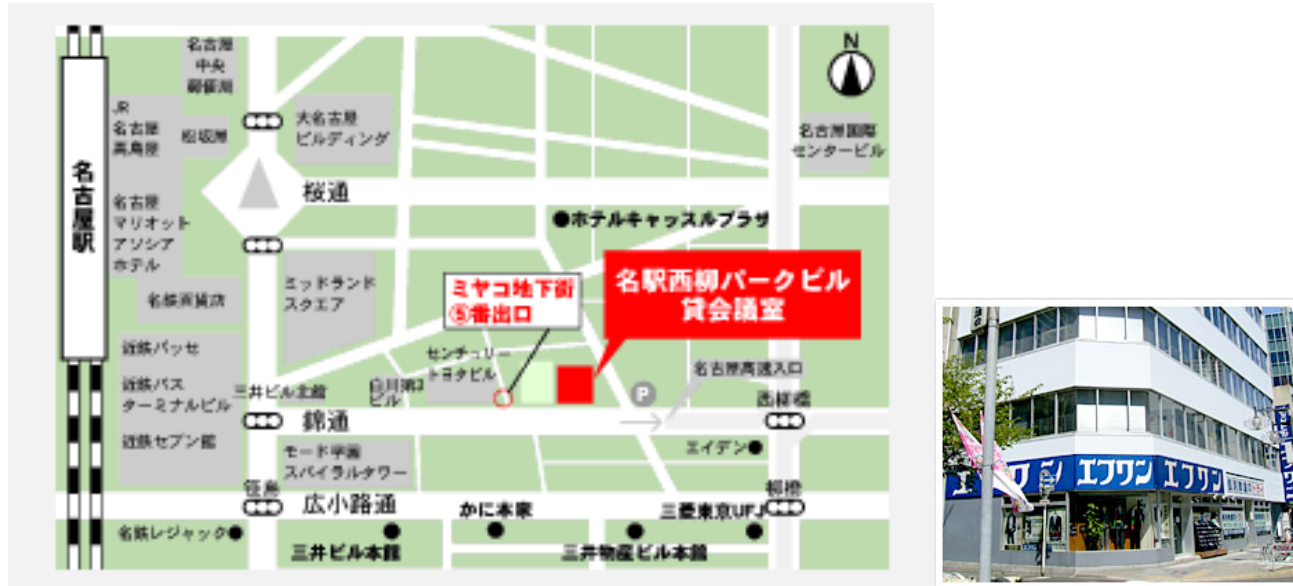 N
名古屋
中央
郵便局
JR
名古屋
高島屋
松坂屋
大名古屋
ビルディング
名古屋国際
センタービル
名古屋駅
桜通
名古屋
マリオット
アソシア
ホテル
●ホテルキャッスルプラザ
ミッドランド
スクエア
名鉄百貨店
ミヤコ地下街
⑤番出口
名駅西柳パークビル
貸会議室
近鉄パッセ
センチュリー
トヨタビル
名古屋高速入口
近鉄バス
ターミナルビル
三井ビル北館
白川第3
ビル
P
西柳橋
錦通
近鉄セブン館
モード学園
スパイラルタワー
エイデン●
笹島
広小路通
柳橋
かに本家
三菱東京UFJ
名鉄レジャック●
三井ビル本館
三井物産ビル本館
エフワン
エフワン
エフワン